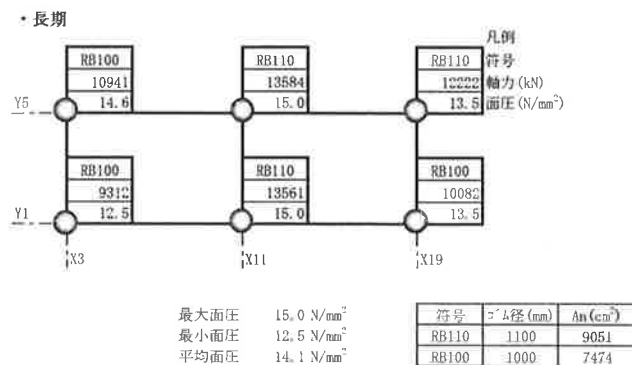 ・長期
凡例
RB100 RB110 RB110 符号
10941 13584 12222 軸力(kN)
Y5 14.6 15.0 13.5 面圧(N/mm²)
RB100 RB110 RB100
9312 13561 10082
Y1 12.5 15.0 13.5
X3 X11 X19
最大面圧 15.0 N/mm²
最小面圧 12.5 N/mm²
平均面圧 14.1 N/mm²
符号 ゴム径(mm) An(cm²)
RB110 1100 9051
RB100 1000 7474